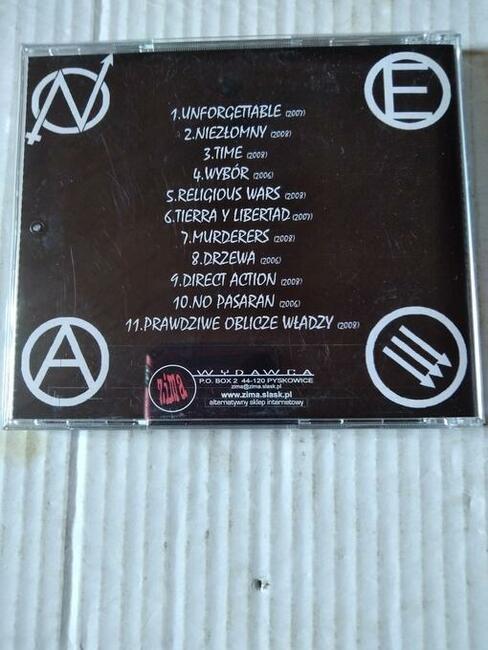 N
E
1.UNFORGETTABLE (2007)
2.NIEZŁOMNY (2008)
3.TIME (2008)
4.WYBÓR (2006)
5.RELIGIOUS WARS (2008)
6.TIERRA Y LIBERTAD (2007)
7.MURDERERS (2008)
8.DRZEWA (2006)
9.DIRECT ACTION (2008)
10.NO PASARAN (2006)
11.PRAWDZIWE OBLICZE WŁADZY (2008)
A
zima
WYDAWCA
P.O. BOX 2 44-120 PYSKOWICE
zima@zima.slask.pl
www.zima.slask.pl
alternatywny sklep internetowy